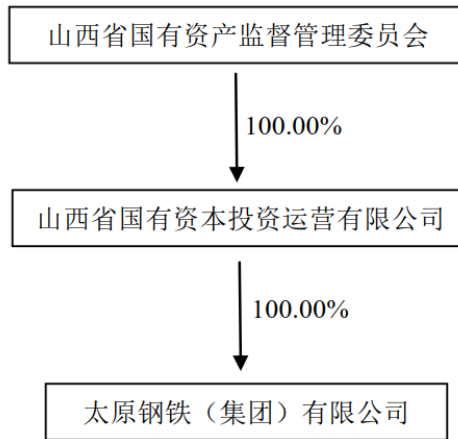 山西省国有资产监督管理委员会
100.00%
山西省国有资本投资运营有限公司
100.00%
太原钢铁（集团）有限公司